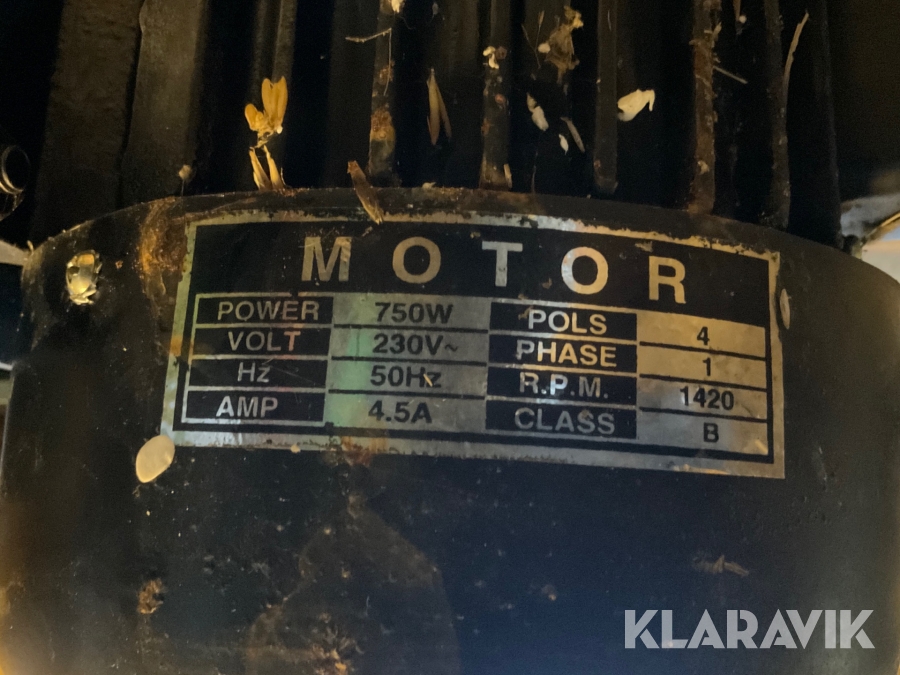 MOTOR
POWER 750W POLS 4
VOLT 230V~ PHASE 1
Hz 50Hz R.P.M. 1420
AMP 4.5A CLASS B
KLARAVIK